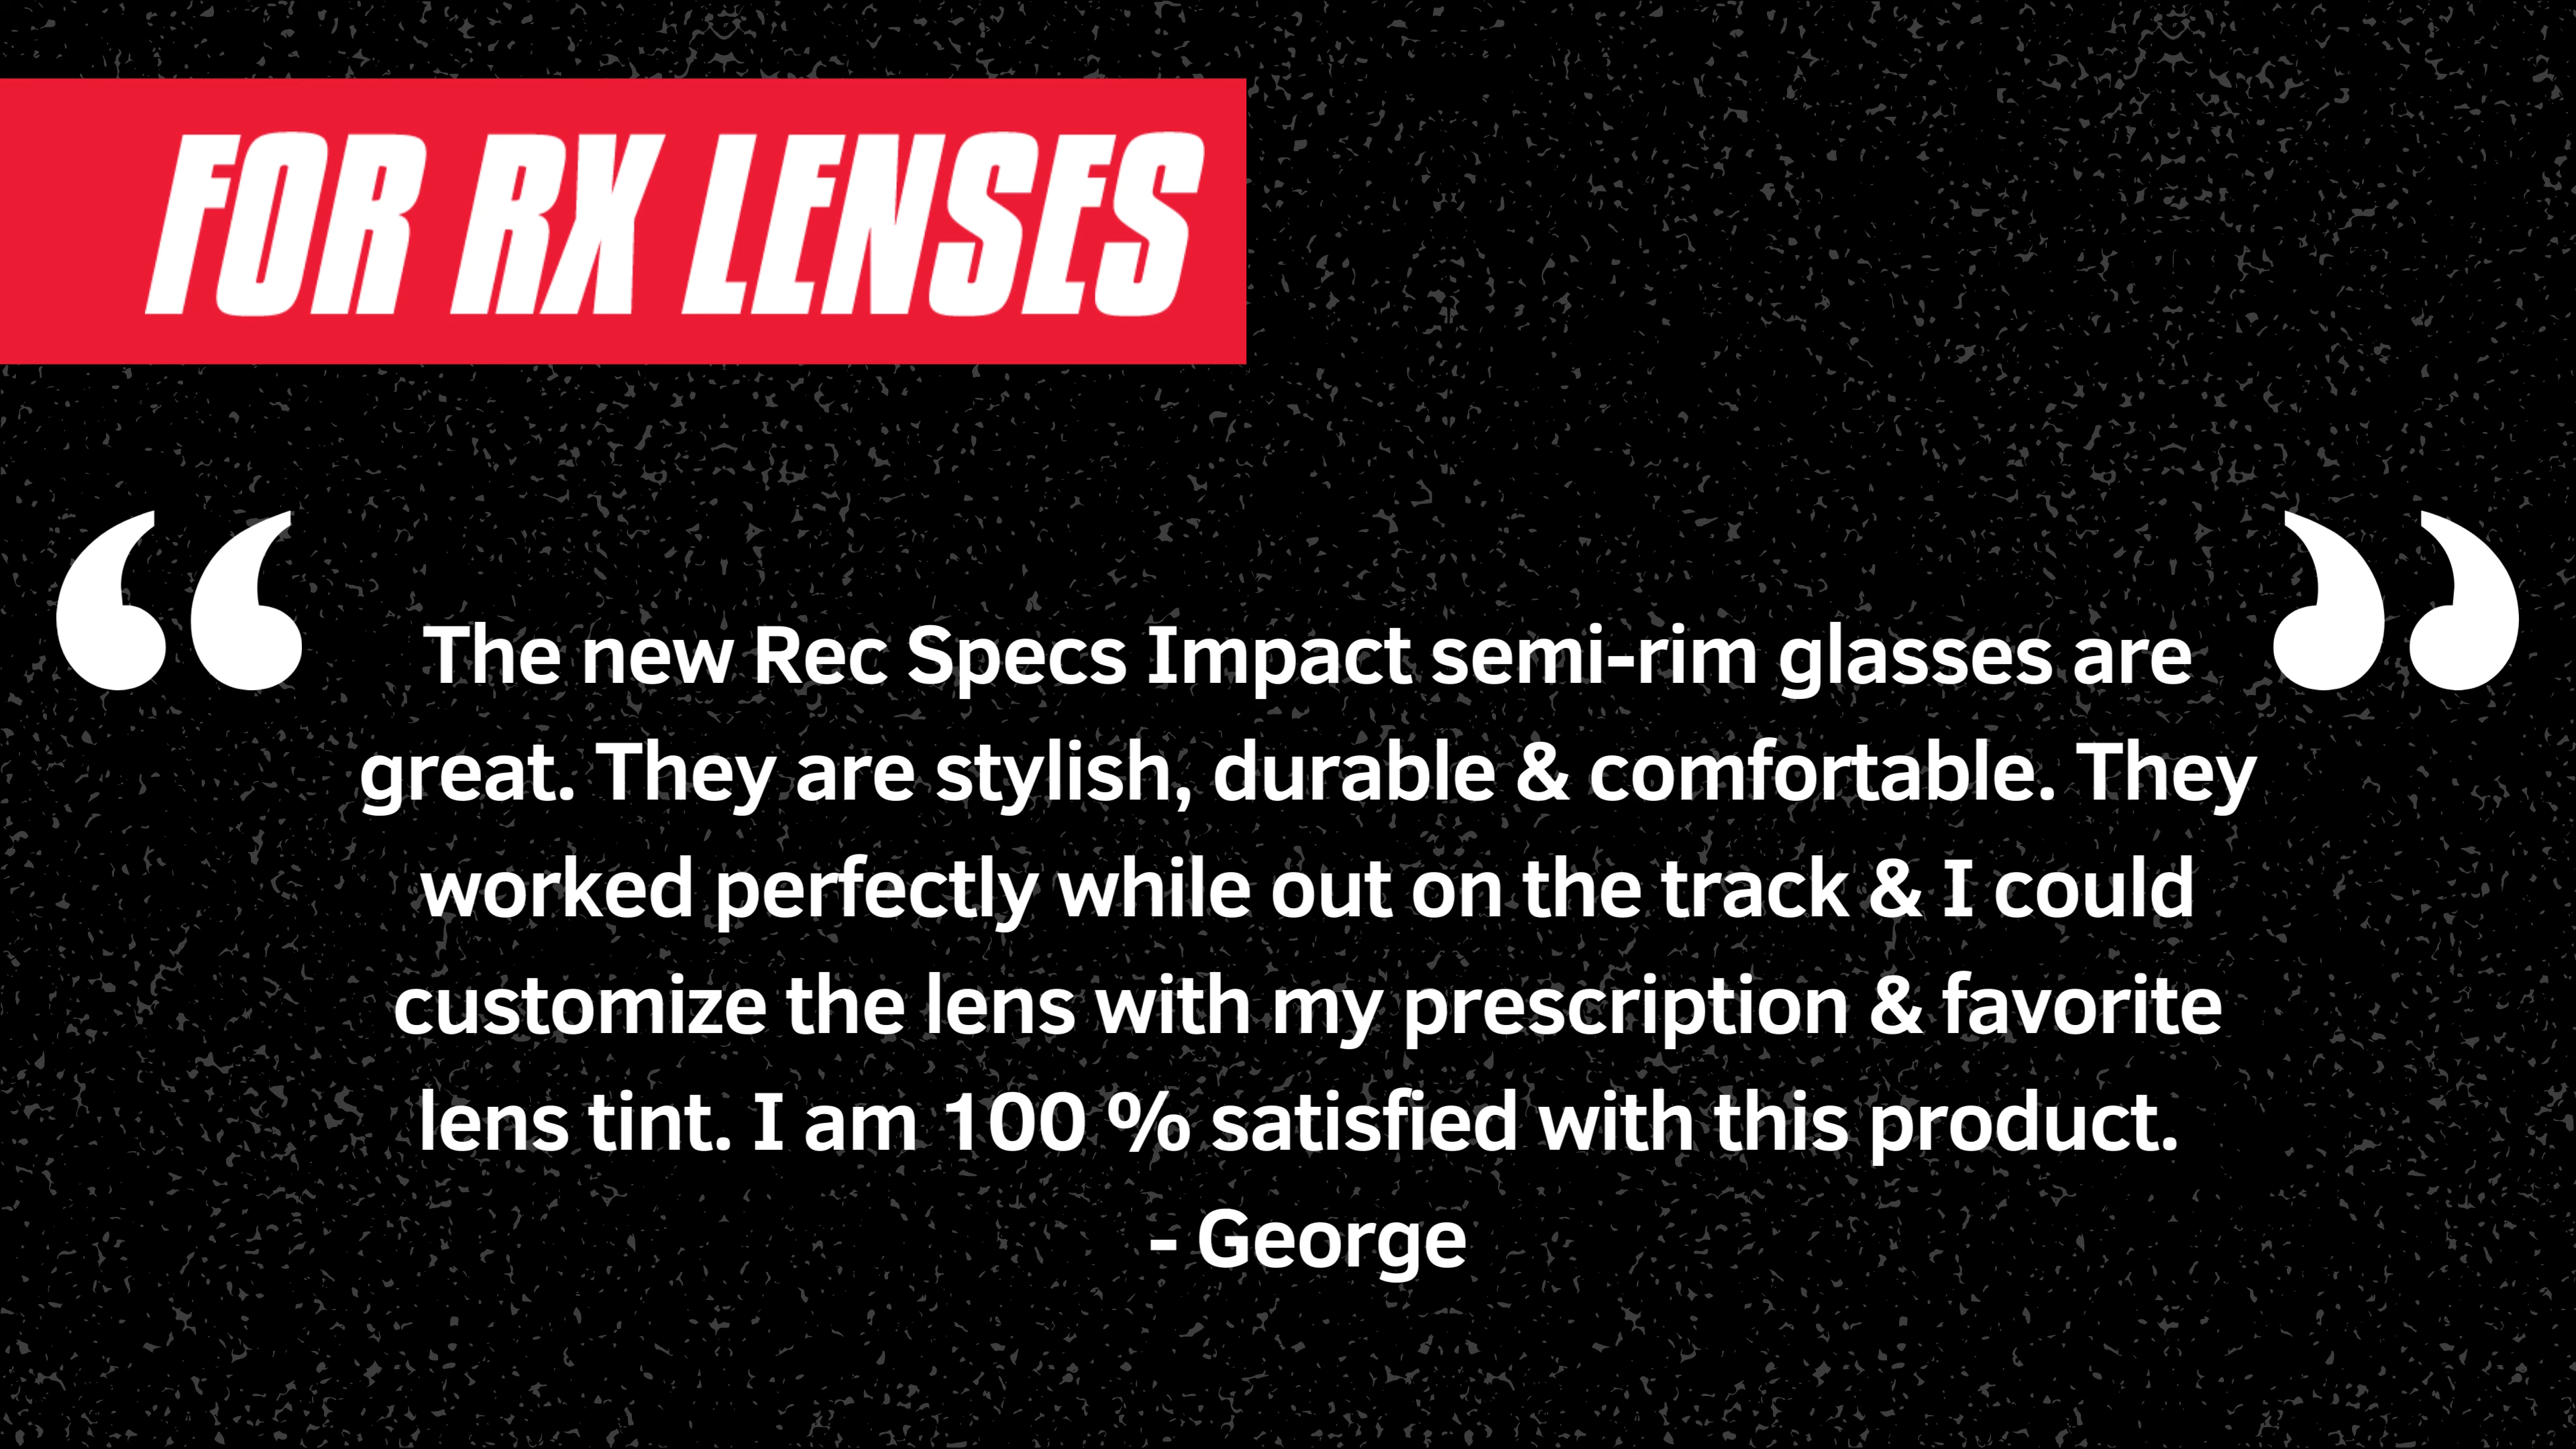 FOR RX LENSES
“ The new Rec Specs Impact semi-rim glasses are ”
great. They are stylish, durable & comfortable. They
worked perfectly while out on the track & I could
customize the lens with my prescription & favorite
lens tint. I am 100 % satisfied with this product.
- George